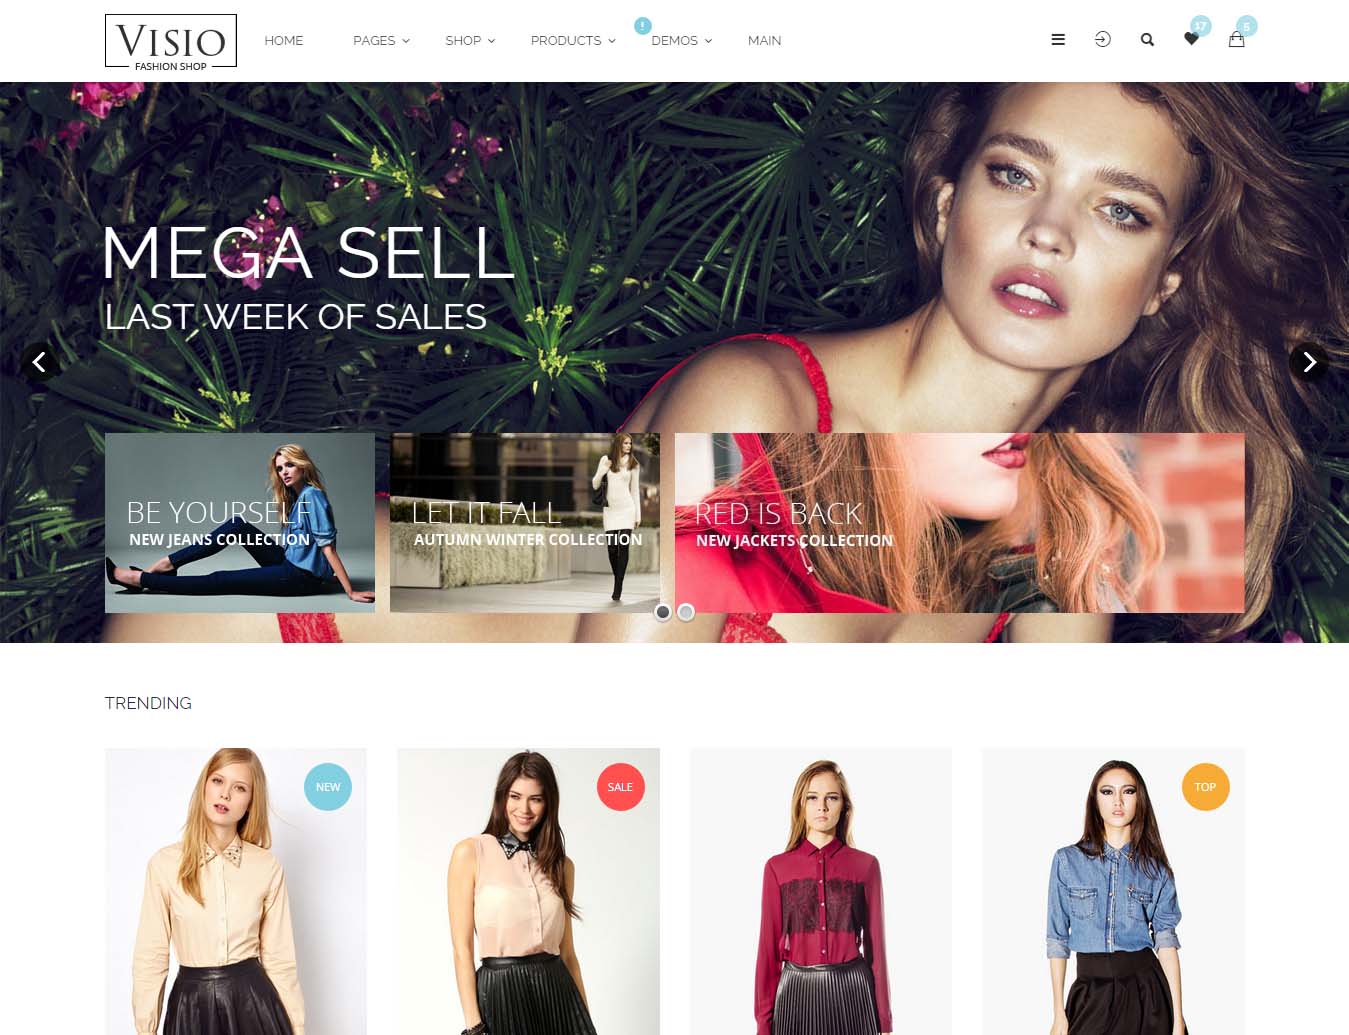 VISIO
FASHION SHOP
HOME
PAGES
SHOP
PRODUCTS
!
DEMOS
MAIN
17
5
MEGA SELL
LAST WEEK OF SALES
BE YOURSELF
NEW JEANS COLLECTION
LET IT FALL
AUTUMN WINTER COLLECTION
RED IS BACK
NEW JACKETS COLLECTION
TRENDING
NEW
SALE
TOP